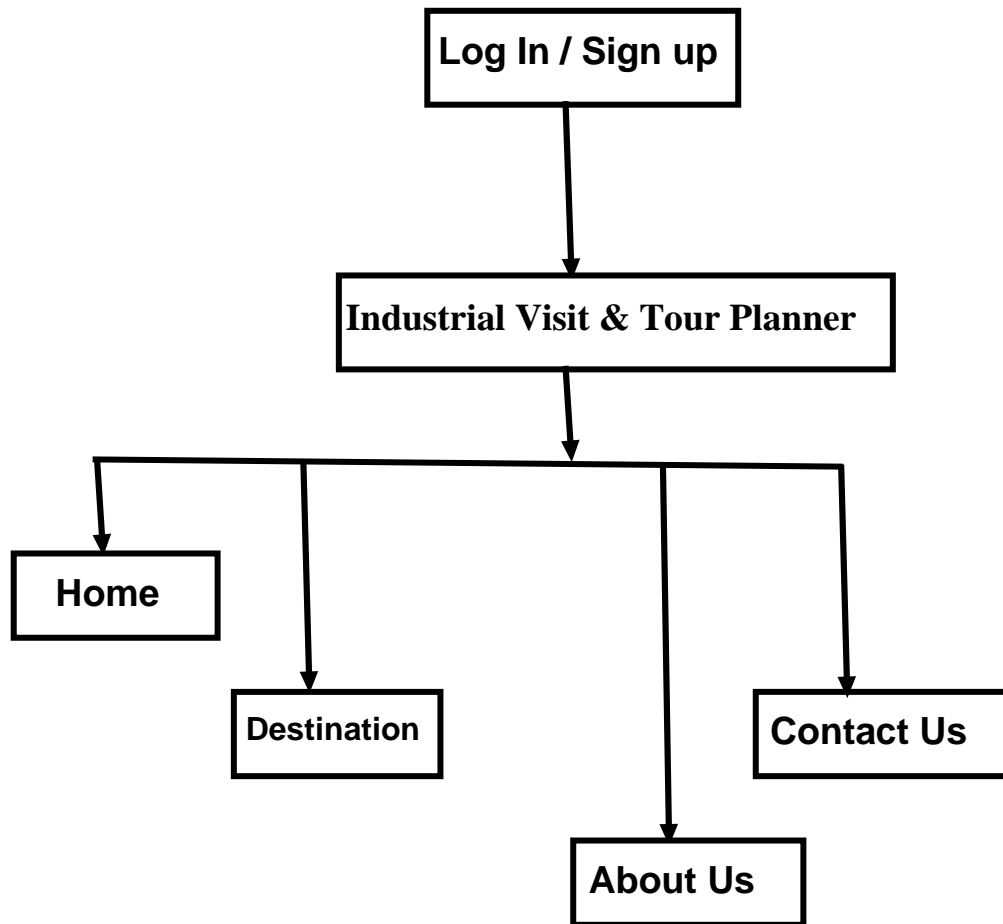 Log In / Sign up
Industrial Visit & Tour Planner
Home
Destination
Contact Us
About Us